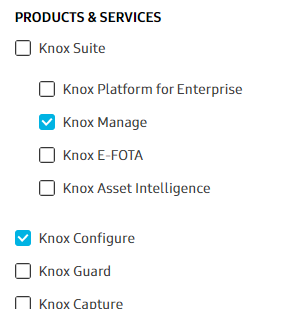 PRODUCTS & SERVICES
Knox Suite
Knox Platform for Enterprise
Knox Manage
Knox E-FOTA
Knox Asset Intelligence
Knox Configure
Knox Guard
Knox Capture